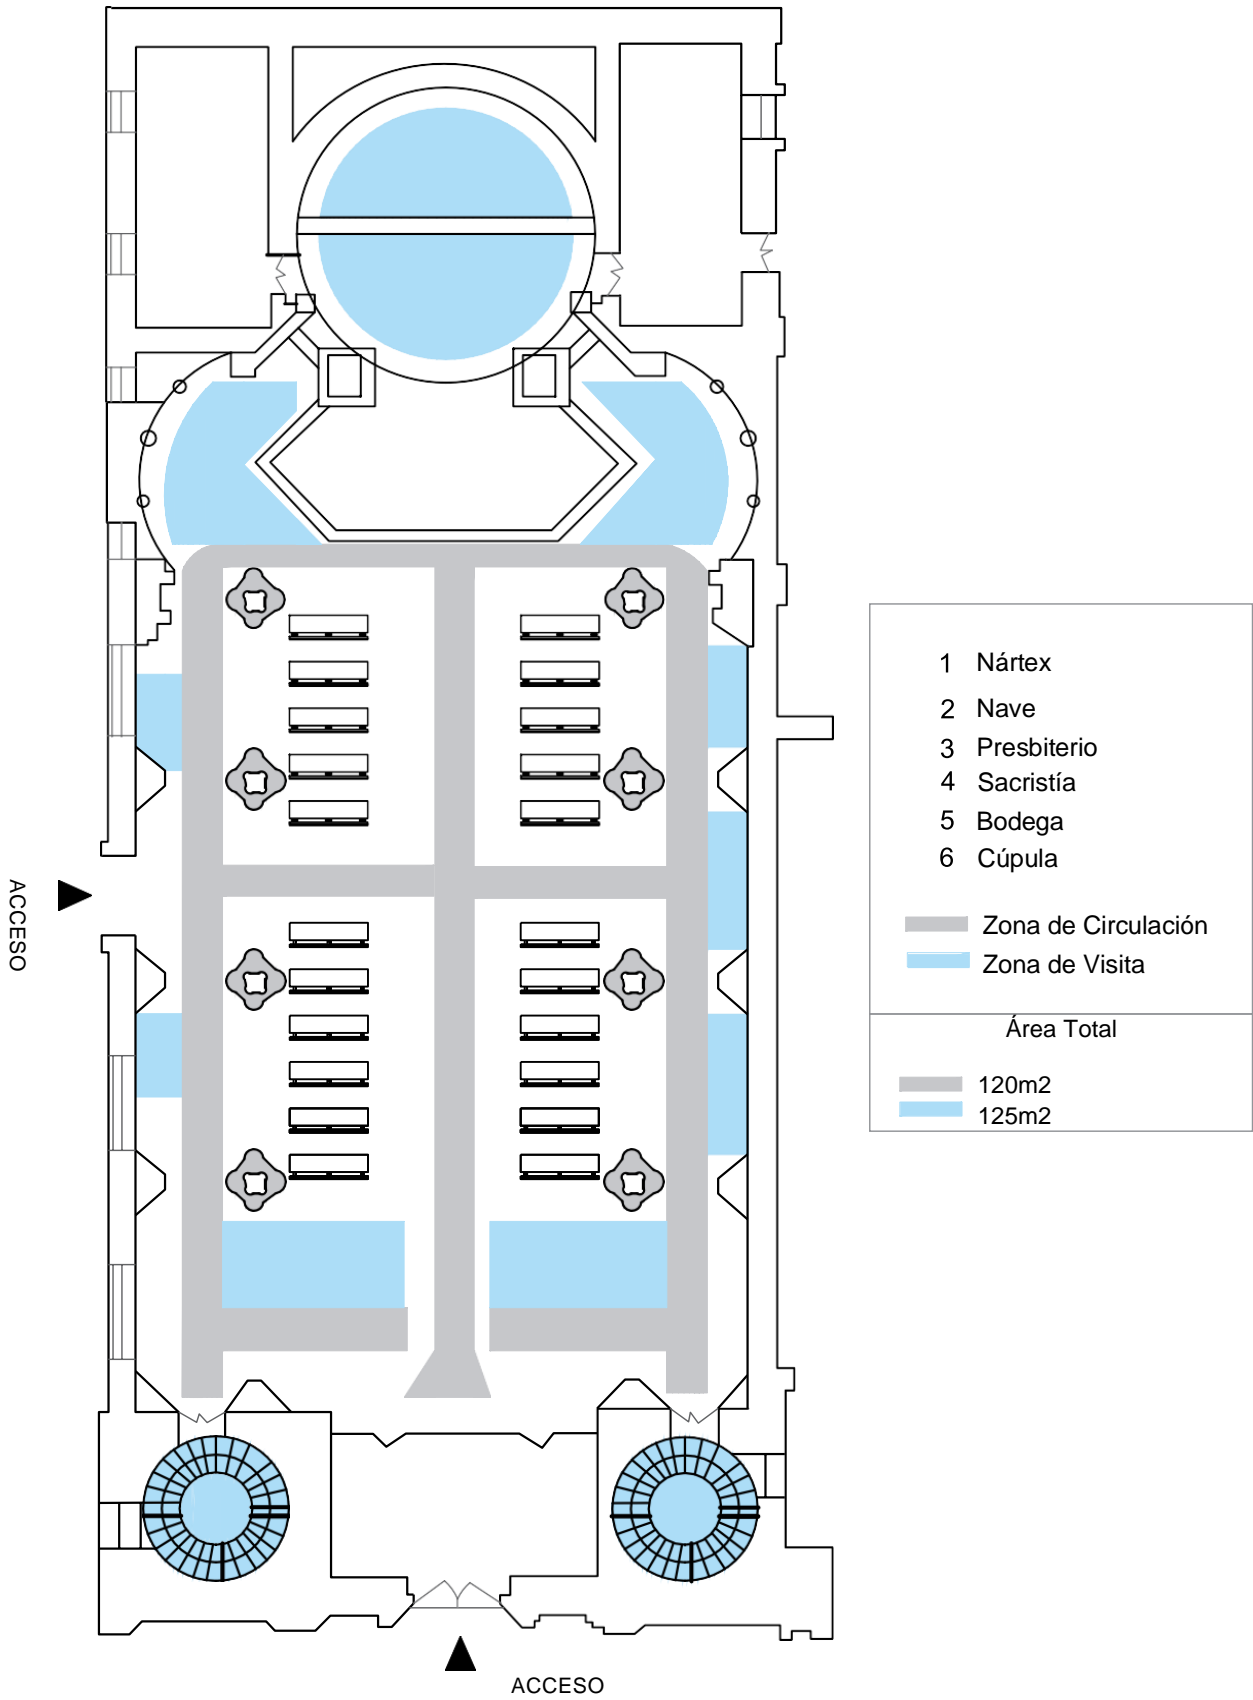 1 Nártex
2 Nave
3 Presbiterio
4 Sacristía
5 Bodega
6 Cúpula
Zona de Circulación
Zona de Visita
Área Total
120m2
125m2
ACCESO
ACCESO